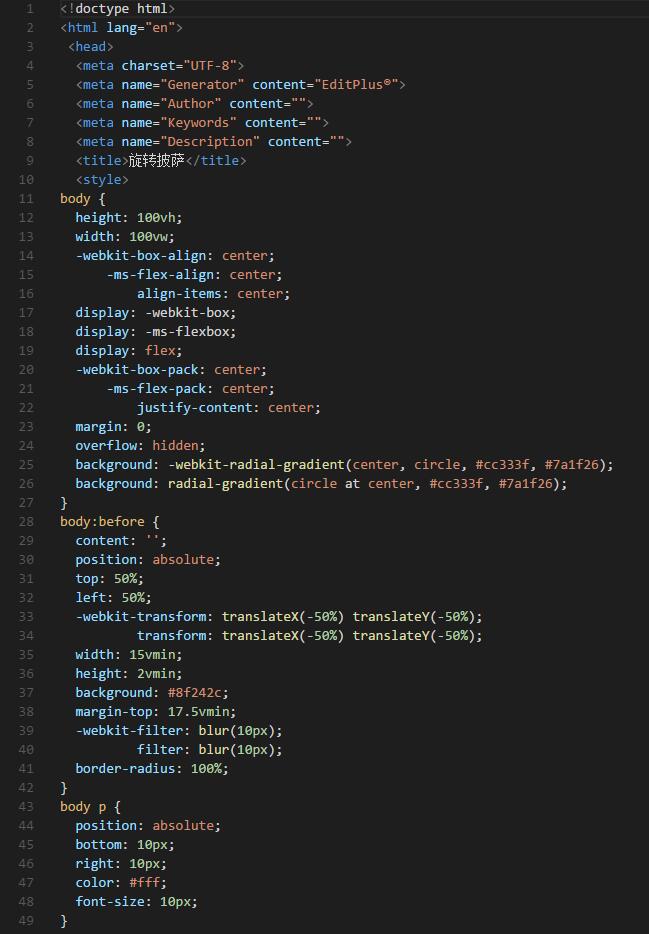 1 <!doctype html>
2 <html lang="en">
3 <head>
4 <meta charset="UTF-8">
5 <meta name="Generator" content="EditPlus®">
6 <meta name="Author" content="">
7 <meta name="Keywords" content="">
8 <meta name="Description" content="">
9 <title>旋转披萨</title>
10 <style>
11 body {
12 height: 100vh;
13 width: 100vw;
14 -webkit-box-align: center;
15 -ms-flex-align: center;
16 align-items: center;
17 display: -webkit-box;
18 display: -ms-flexbox;
19 display: flex;
20 -webkit-box-pack: center;
21 -ms-flex-pack: center;
22 justify-content: center;
23 margin: 0;
24 overflow: hidden;
25 background: -webkit-radial-gradient(center, circle, #cc333f, #7a1f26);
26 background: radial-gradient(circle at center, #cc333f, #7a1f26);
27 }
28 body:before {
29 content: '';
30 position: absolute;
31 top: 50%;
32 left: 50%;
33 -webkit-transform: translateX(-50%) translateY(-50%);
34 transform: translateX(-50%) translateY(-50%);
35 width: 15vmin;
36 height: 2vmin;
37 background: #8f242c;
38 margin-top: 17.5vmin;
39 -webkit-filter: blur(10px);
40 filter: blur(10px);
41 border-radius: 100%;
42 }
43 body p {
44 position: absolute;
45 bottom: 10px;
46 right: 10px;
47 color: #fff;
48 font-size: 10px;
49 }